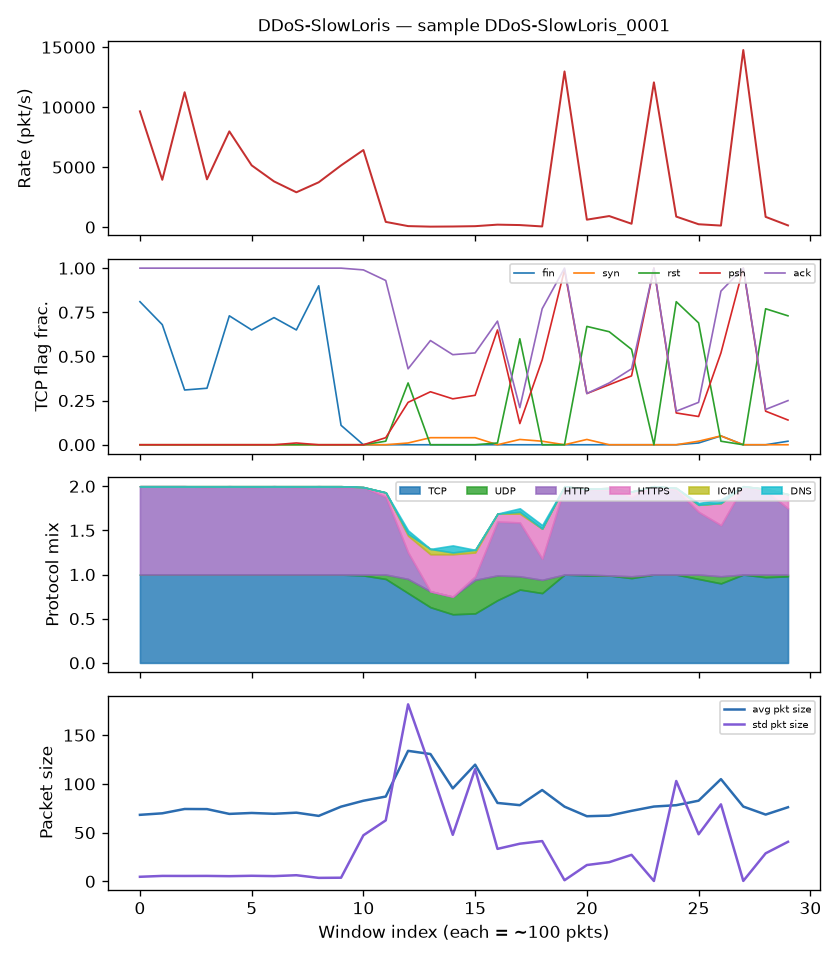 DDoS-SlowLoris — sample DDoS-SlowLoris_0001
Rate (pkt/s)
15000
10000
5000
0
TCP flag frac.
1.00
0.75
0.50
0.25
0.00
fin syn rst psh ack
Protocol mix
2.0
1.5
1.0
0.5
0.0
TCP UDP HTTP HTTPS ICMP DNS
Packet size
150
100
50
0
avg pkt size
std pkt size
0 5 10 15 20 25 30
Window index (each = ~100 pkts)